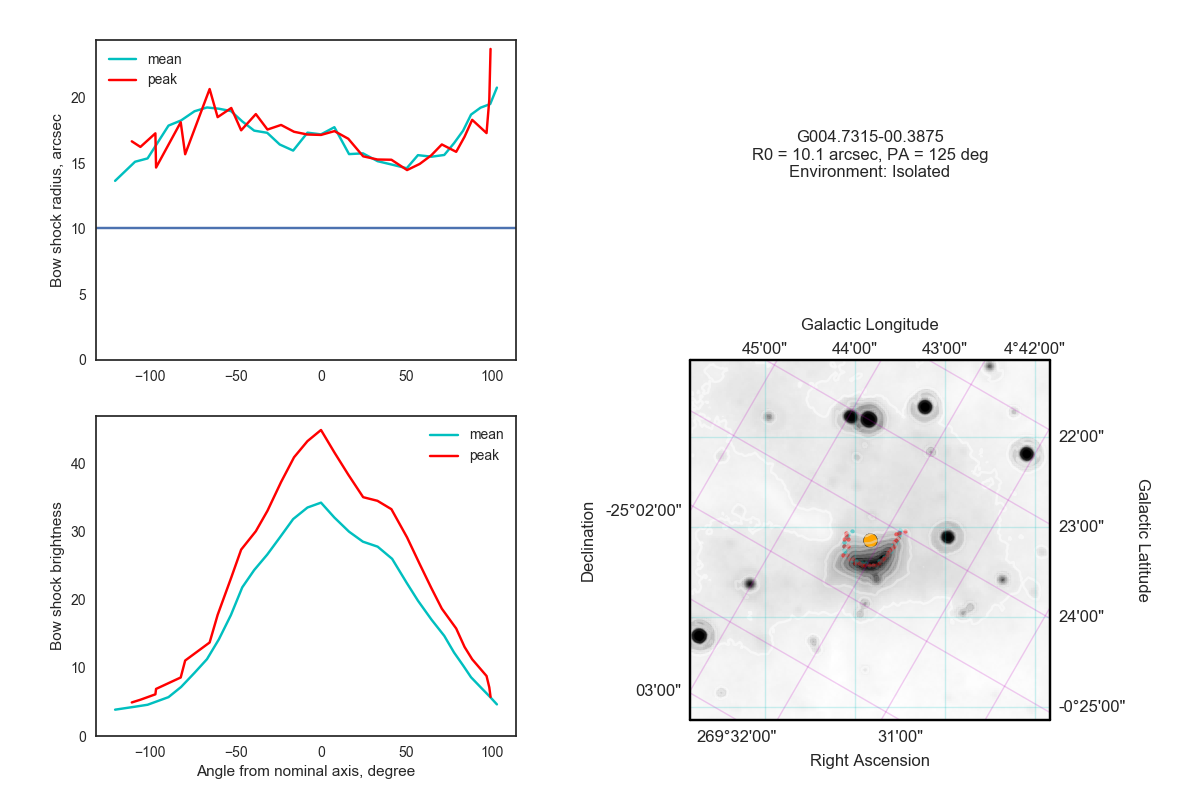 mean
peak
20
15
10
5
0
Bow shock radius, arcsec
−100
−50
0
50
100
G004.7315-00.3875
R0 = 10.1 arcsec, PA = 125 deg
Environment: Isolated
mean
peak
40
30
20
10
0
Bow shock brightness
−100
−50
0
50
100
Angle from nominal axis, degree
Galactic Longitude
45'00"
44'00"
43'00"
4°42'00"
22'00"
23'00"
24'00"
-0°25'00"
Galactic Latitude
-25°02'00"
03'00"
Declination
269°32'00"
31'00"
Right Ascension